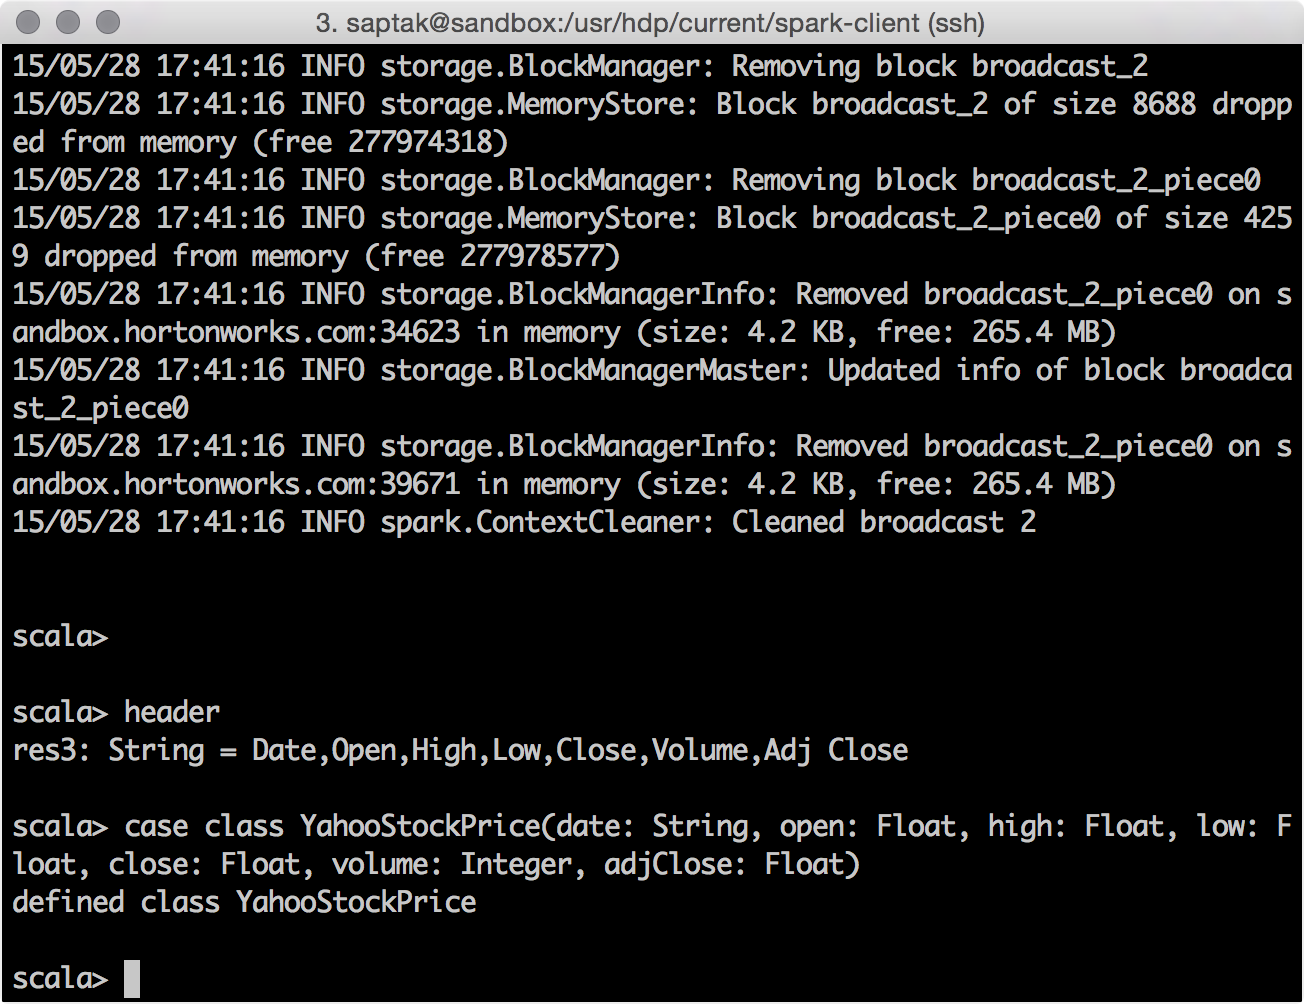 3. saptak@sandbox:/usr/hdp/current/spark-client (ssh)
15/05/28 17:41:16 INFO storage.BlockManager: Removing block broadcast_2
15/05/28 17:41:16 INFO storage.MemoryStore: Block broadcast_2 of size 8688 dropp
ed from memory (free 277974318)
15/05/28 17:41:16 INFO storage.BlockManager: Removing block broadcast_2_piece0
15/05/28 17:41:16 INFO storage.MemoryStore: Block broadcast_2_piece0 of size 425
9 dropped from memory (free 277978577)
15/05/28 17:41:16 INFO storage.BlockManagerInfo: Removed broadcast_2_piece0 on s
andbox.hortonworks.com:34623 in memory (size: 4.2 KB, free: 265.4 MB)
15/05/28 17:41:16 INFO storage.BlockManagerMaster: Updated info of block broadca
st_2_piece0
15/05/28 17:41:16 INFO storage.BlockManagerInfo: Removed broadcast_2_piece0 on s
andbox.hortonworks.com:39671 in memory (size: 4.2 KB, free: 265.4 MB)
15/05/28 17:41:16 INFO spark.ContextCleaner: Cleaned broadcast 2
scala>
scala> header
res3: String = Date,Open,High,Low,Close,Volume,Adj Close
scala> case class YahooStockPrice(date: String, open: Float, high: Float, low: F
loat, close: Float, volume: Integer, adjClose: Float)
defined class YahooStockPrice
scala>